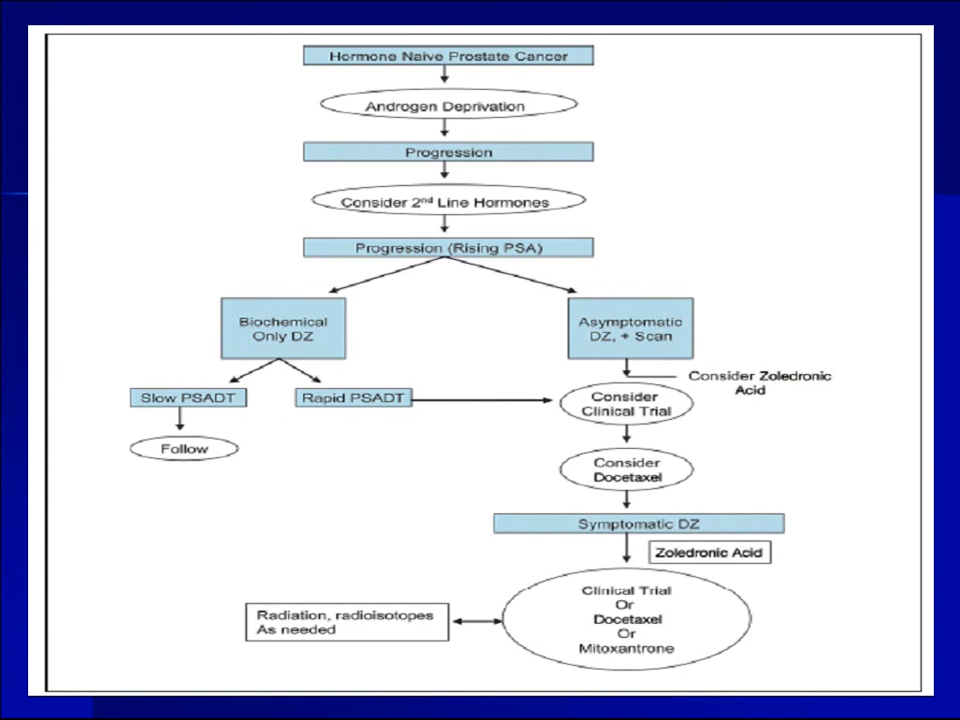 Hormone Naive Prostate Cancer
Androgen Deprivation
Progression
Consider 2nd Line Hormones
Progression (Rising PSA)
Biochemical
Only DZ
Asymptomatic
DZ, + Scan
Consider Zoledronic
Acid
Slow PSADT
Rapid PSADT
Consider
Clinical Trial
Follow
Consider
Docetaxel
Symptomatic DZ
Zoledronic Acid
Clinical Trial
Or
Docetaxel
Or
Mitoxantrone
Radiation, radioisotopes
As needed